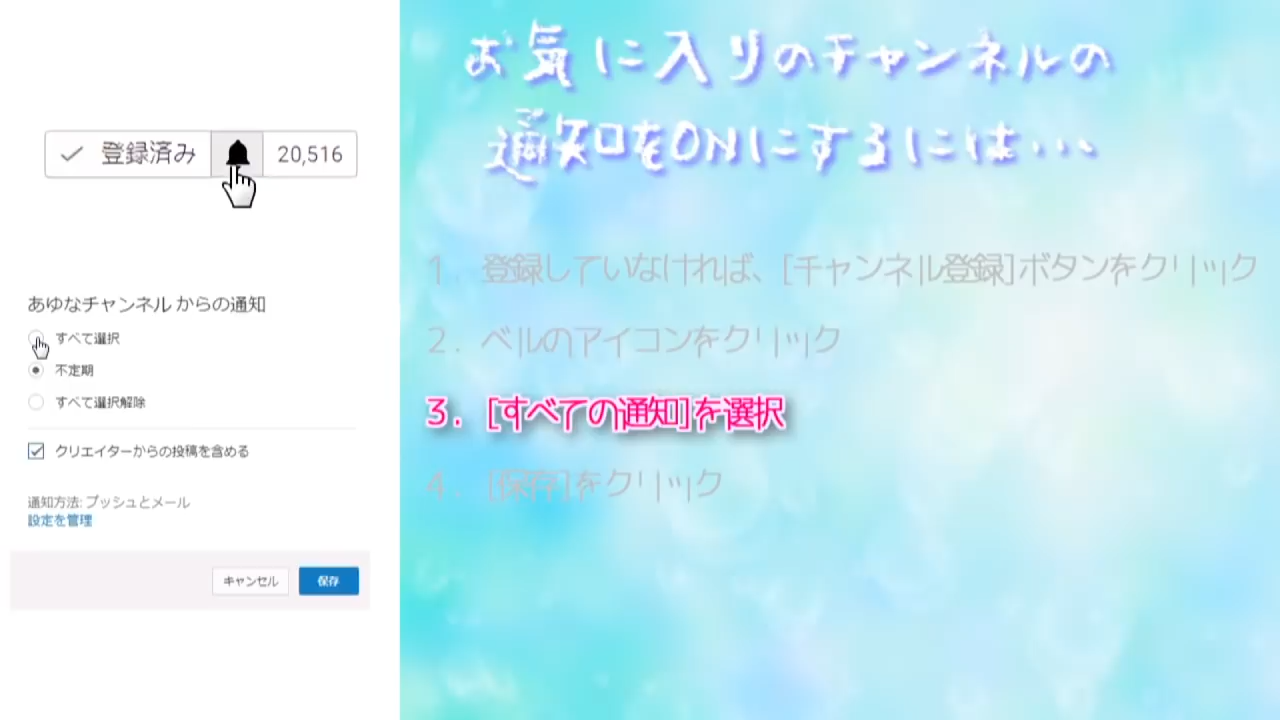 登録済み 20,516
あゆなチャンネル からの通知
すべて選択
不定期
すべて選択解除
クリエイターからの投稿を含める
通知方法: プッシュとメール
設定を管理
キャンセル 保存
お気に入りのチャンネルの
通知をONにするには・・・
1. 登録していなければ、[チャンネル登録]ボタンをクリック
2. ベルのアイコンをクリック
3. [すべての通知]を選択
4. [保存]をクリック